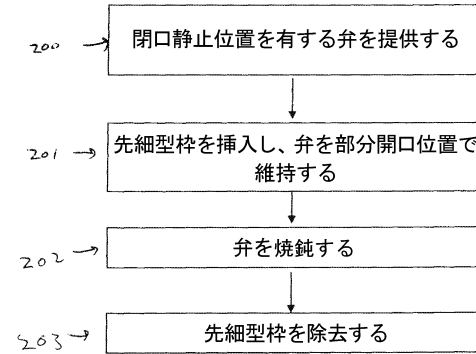 200 閉口静止位置を有する弁を提供する
201 先細型枠を挿入し、弁を部分開口位置で
維持する
202 弁を焼鈍する
203 先細型枠を除去する